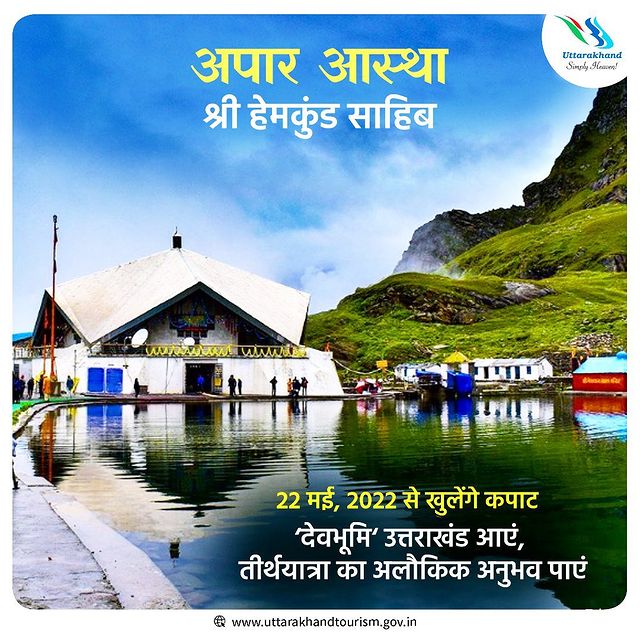 अपार आस्था
श्री हेमकुंड साहिब
Uttarakhand
Simply Heaven!
22 मई, 2022 से खुलेंगे कपाट
‘देवभूमि‘ उत्तराखंड आएं,
तीर्थयात्रा का अलौकिक अनुभव पाएं
www.uttarakhandtourism.gov.in